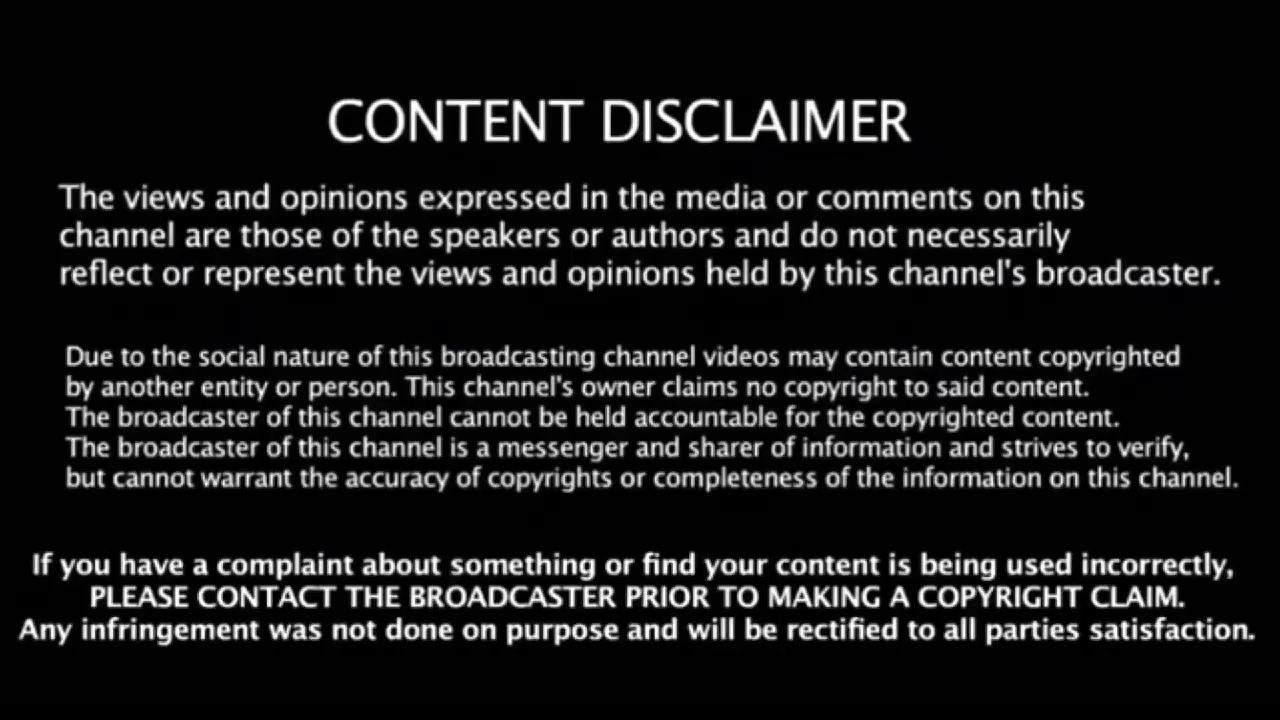 CONTENT DISCLAIMER
The views and opinions expressed in the media or comments on this
channel are those of the speakers or authors and do not necessarily
reflect or represent the views and opinions held by this channel's broadcaster.
Due to the social nature of this broadcasting channel videos may contain content copyrighted
by another entity or person. This channel's owner claims no copyright to said content.
The broadcaster of this channel cannot be held accountable for the copyrighted content.
The broadcaster of this channel is a messenger and sharer of information and strives to verify,
but cannot warrant the accuracy of copyrights or completeness of the information on this channel.
If you have a complaint about something or find your content is being used incorrectly,
PLEASE CONTACT THE BROADCASTER PRIOR TO MAKING A COPYRIGHT CLAIM.
Any infringement was not done on purpose and will be rectified to all parties satisfaction.